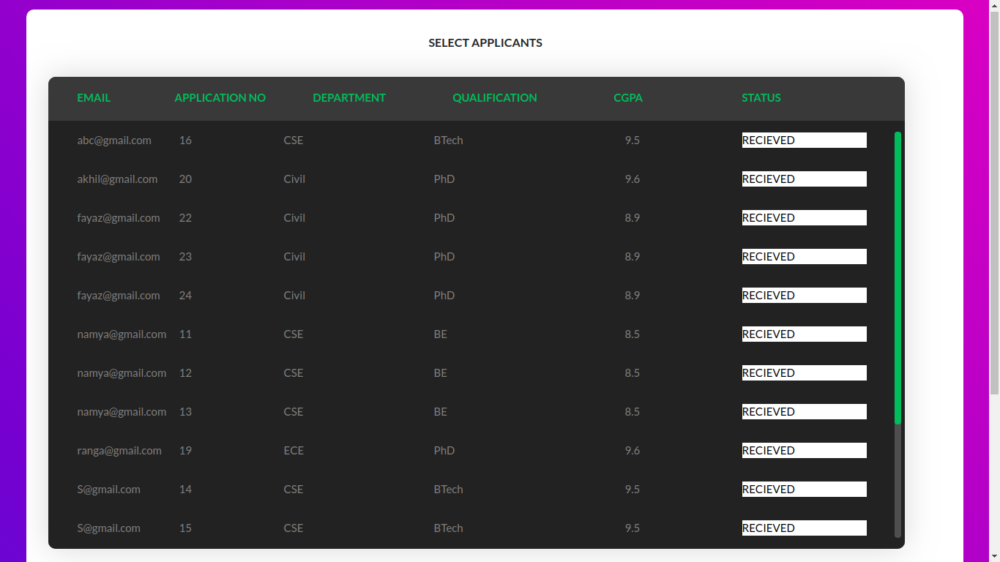 SELECT APPLICANTS
EMAIL APPLICATION NO DEPARTMENT QUALIFICATION CGPA STATUS
abc@gmail.com 16 CSE BTech 9.5 RECIEVED
akhil@gmail.com 20 Civil PhD 9.6 RECIEVED
fayaz@gmail.com 22 Civil PhD 8.9 RECIEVED
fayaz@gmail.com 23 Civil PhD 8.9 RECIEVED
fayaz@gmail.com 24 Civil PhD 8.9 RECIEVED
namya@gmail.com 11 CSE BE 8.5 RECIEVED
namya@gmail.com 12 CSE BE 8.5 RECIEVED
namya@gmail.com 13 CSE BE 8.5 RECIEVED
ranga@gmail.com 19 ECE PhD 9.6 RECIEVED
S@gmail.com 14 CSE BTech 9.5 RECIEVED
S@gmail.com 15 CSE BTech 9.5 RECIEVED